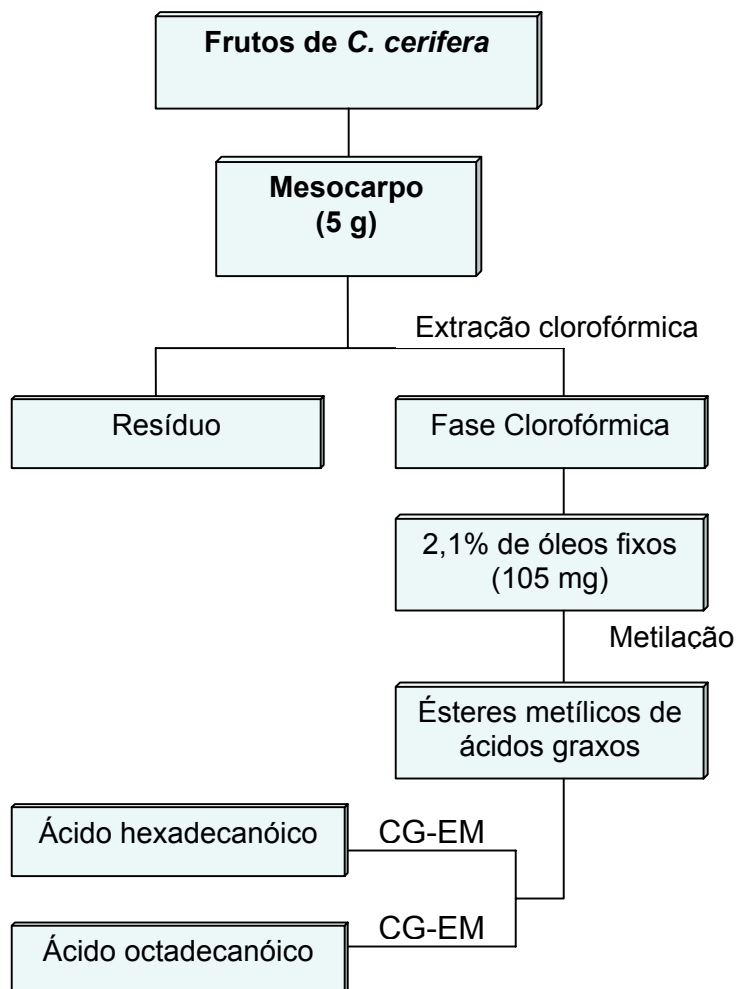 Frutos de C. cerifera
Mesocarpo
(5 g)
Extração clorofórmica
Resíduo
Fase Clorofórmica
2,1% de óleos fixos
(105 mg)
Metilação
Ésteres metílicos de
ácidos graxos
Ácido hexadecanóico
CG-EM
Ácido octadecanóico
CG-EM